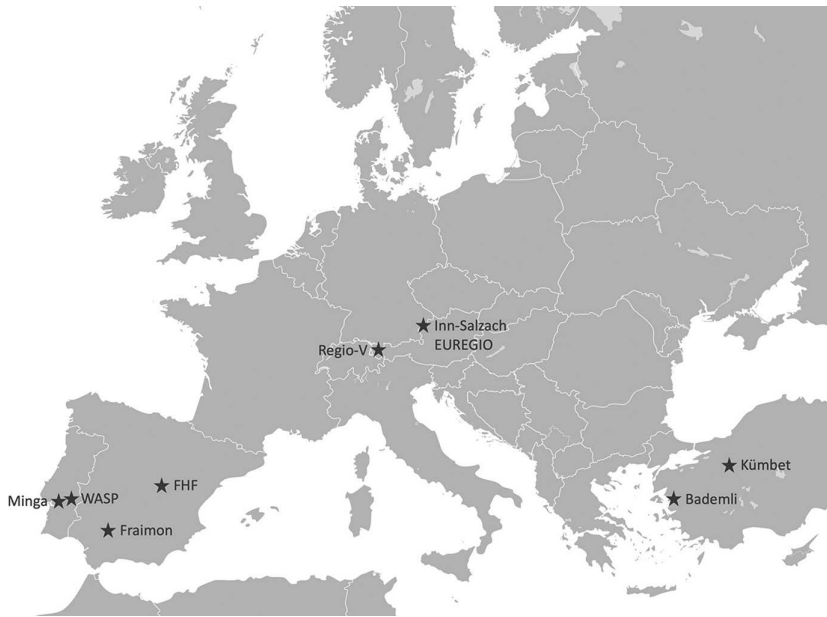 Inn-Salzach
EUREGIO
Regio-V
Kümbet
FHF
Minga
WASP
Bademli
Fraimon